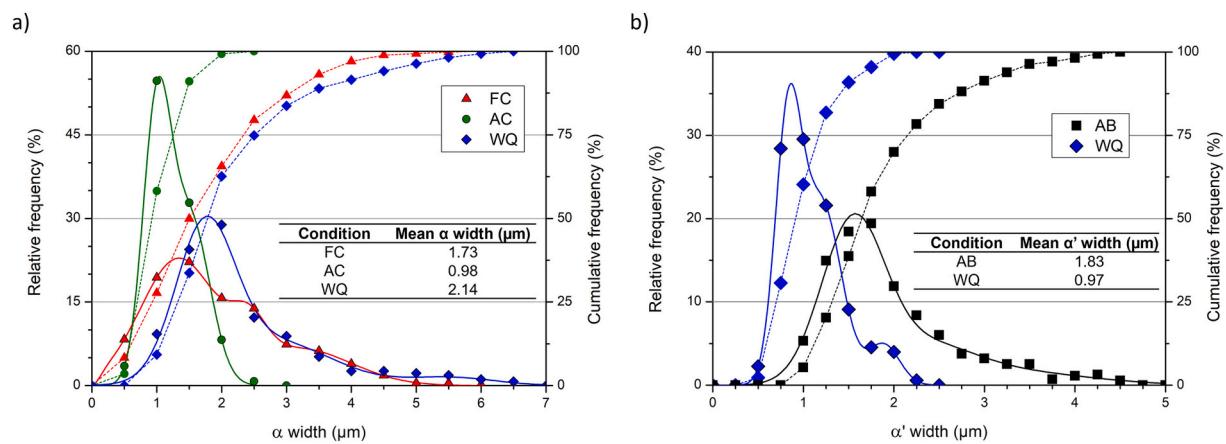 a)
60
45
30
15
0
Relative frequency (%)
100
75
50
25
0
Cumulative frequency (%)
FC
AC
WQ
Condition Mean α width (μm)
FC 1.73
AC 0.98
WQ 2.14
0 1 2 3 4 5 6 7
α width (μm)
b)
40
30
20
10
0
Relative frequency (%)
100
75
50
25
0
Cumulative frequency (%)
AB
WQ
Condition Mean α' width (μm)
AB 1.83
WQ 0.97
0 1 2 3 4 5
α' width (μm)